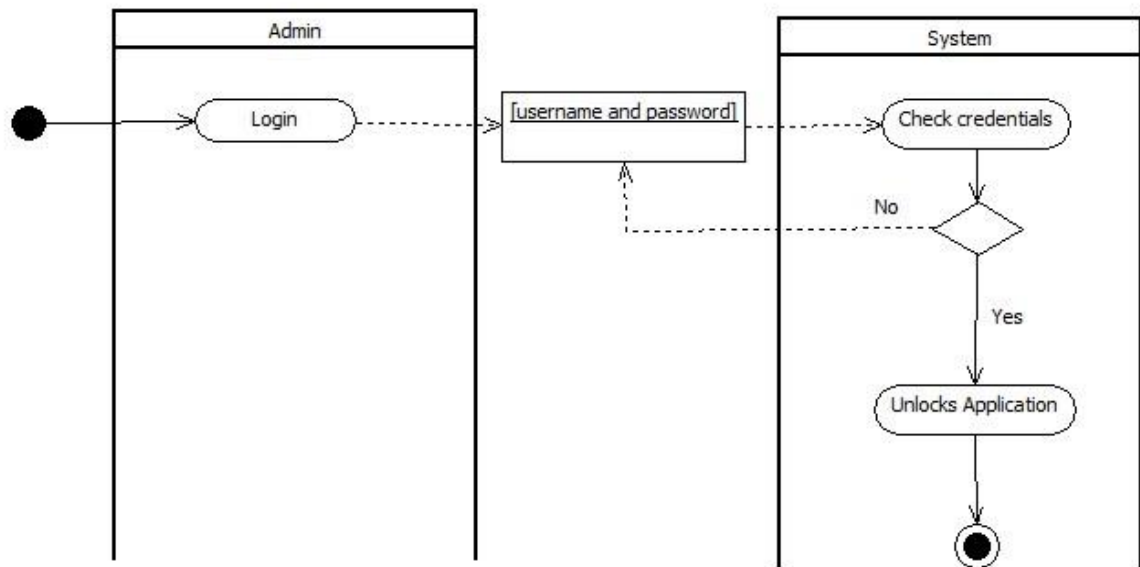 Admin
System
Login
[username and password]
Check credentials
No
Yes
Unlocks Application